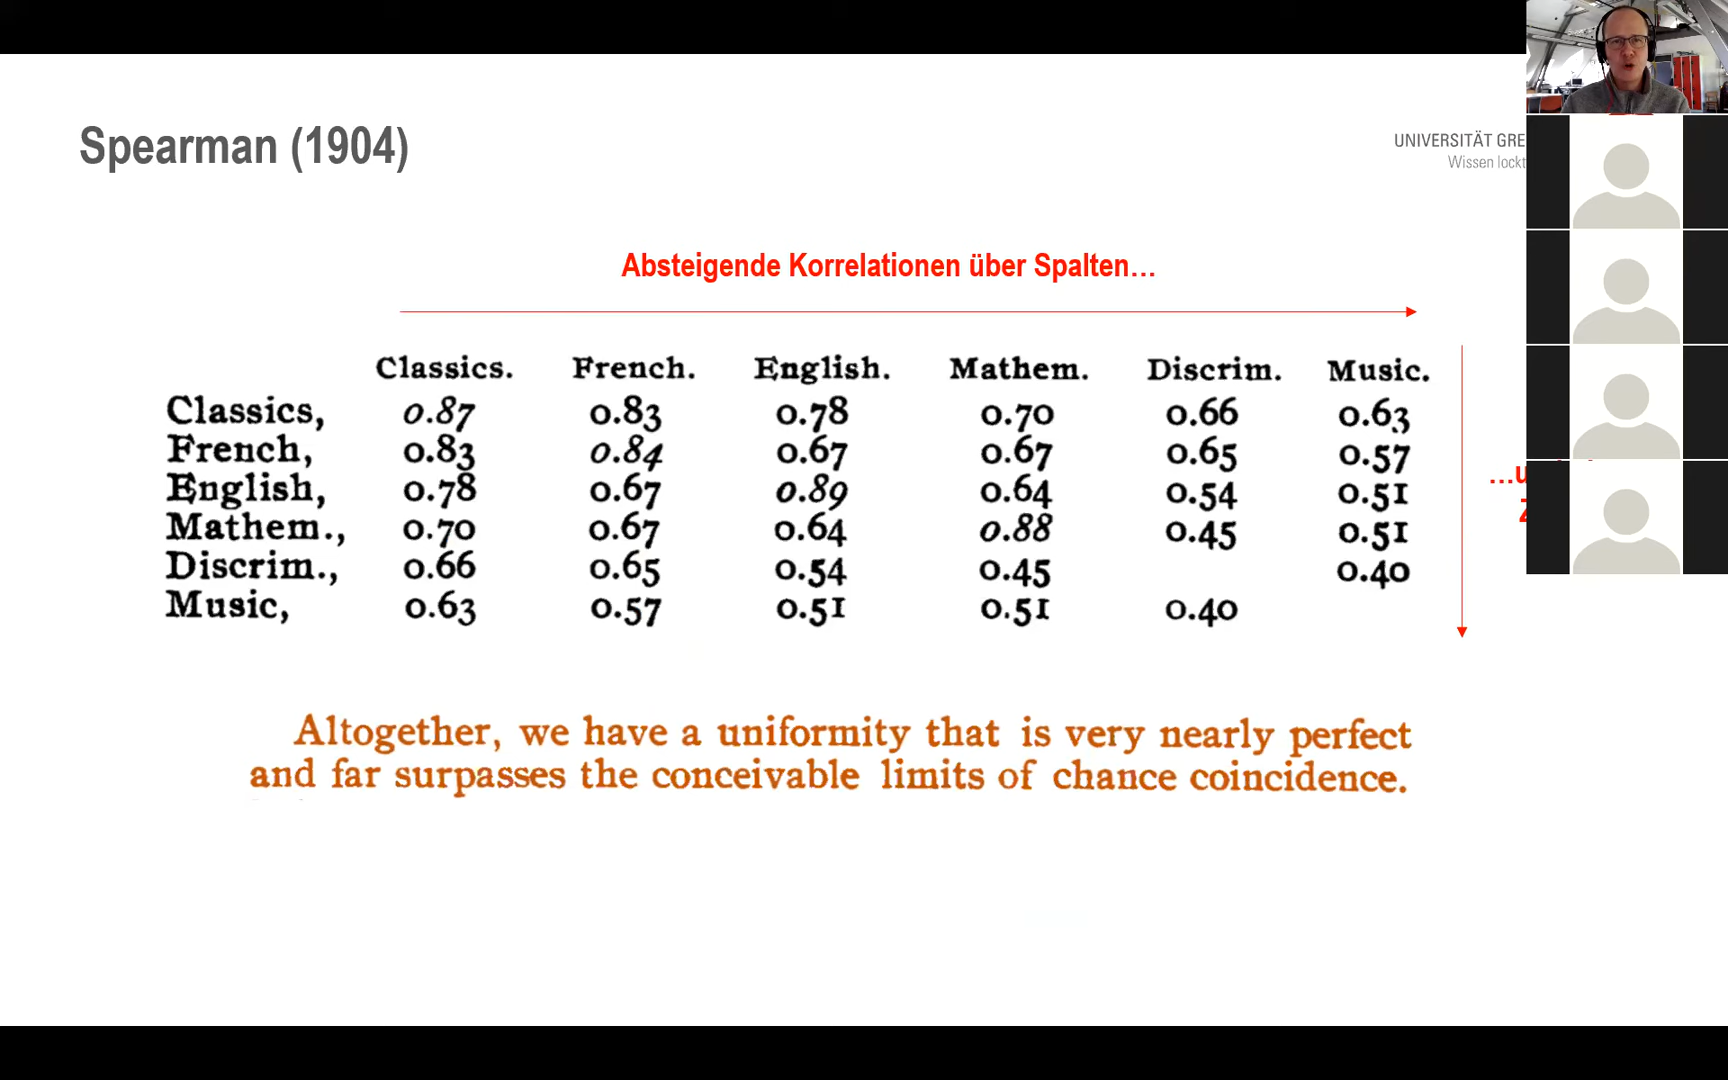 Spearman (1904)
UNIVERSITÄT GRE
Wissen lockt
Absteigende Korrelationen über Spalten…
Classics. French. English. Mathem. Discrim. Music.
Classics, 0.87 0.83 0.78 0.70 0.66 0.63
French, 0.83 0.84 0.67 0.67 0.65 0.57
English, 0.78 0.67 0.89 0.64 0.54 0.51
Mathem., 0.70 0.67 0.64 0.88 0.45 0.51
Discrim., 0.66 0.65 0.54 0.45 0.40
Music, 0.63 0.57 0.51 0.51 0.40
Altogether, we have a uniformity that is very nearly perfect
and far surpasses the conceivable limits of chance coincidence.